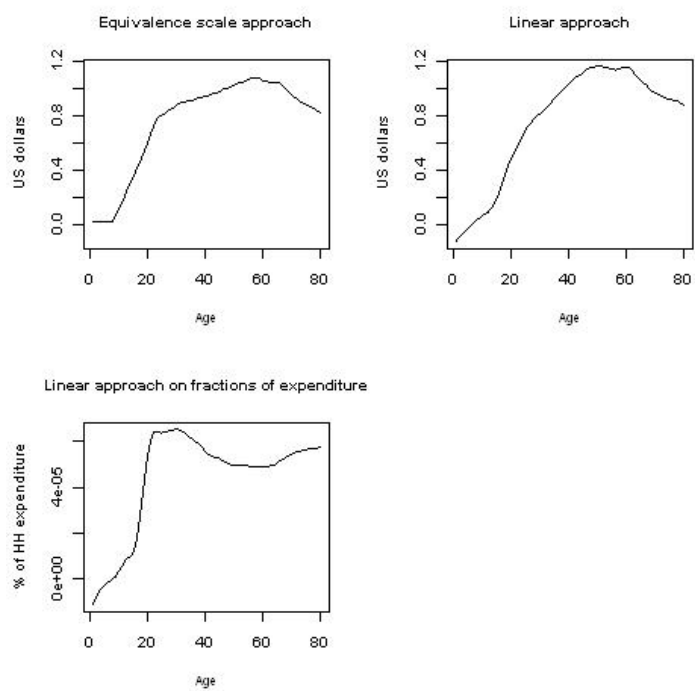 Equivalence scale approach
US dollars
0.0 0.4 0.8 1.2
0 20 40 60 80
Age
Linear approach
US dollars
0.0 0.4 0.8 1.2
0 20 40 60 80
Age
Linear approach on fractions of expenditure
% of HH expenditure
0e+00 4e-05
0 20 40 60 80
Age